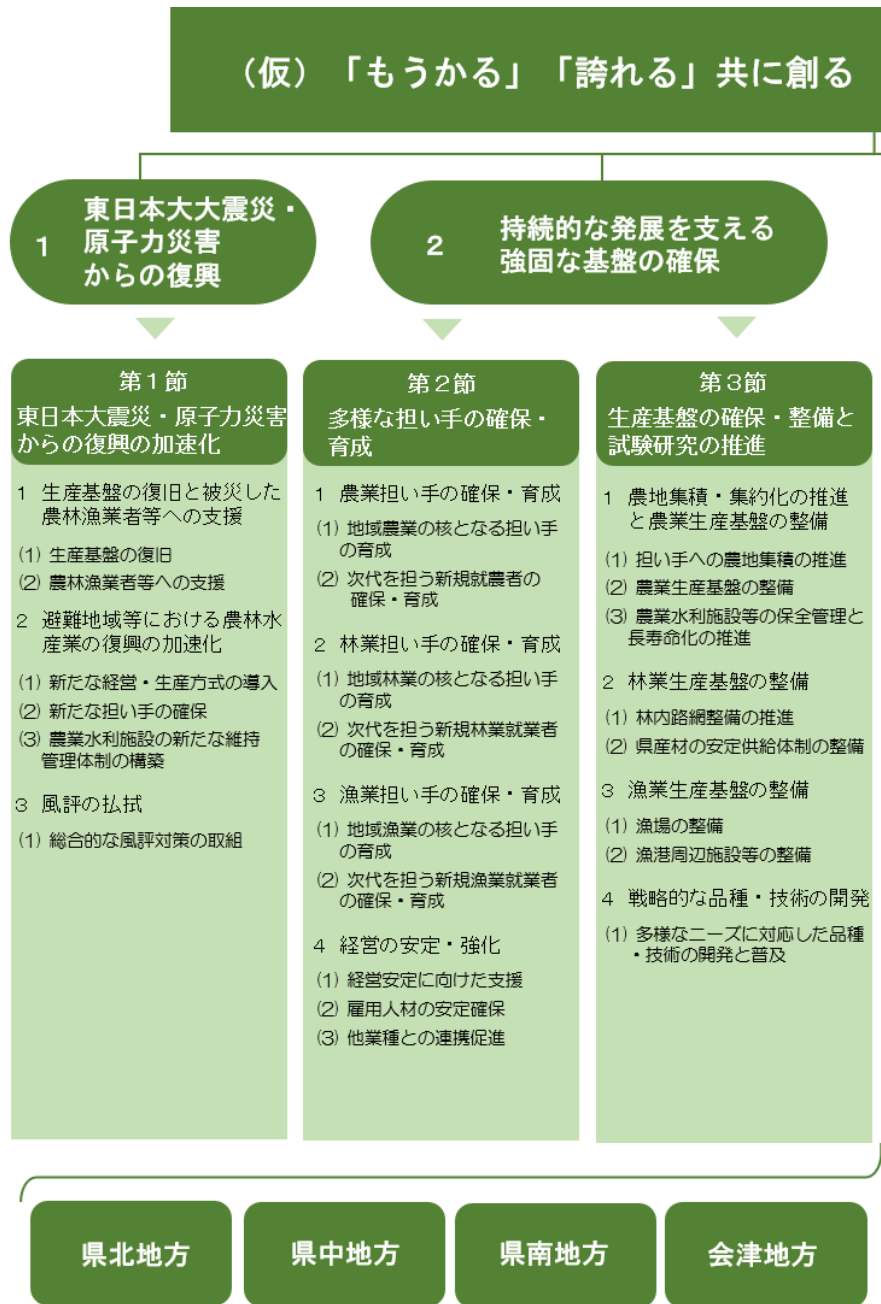 （仮）「もうかる」「誇れる」共に創る
1
東日本大大震災・
原子力災害
からの復興
2
持続的な発展を支える
強固な基盤の確保
第１節
東日本大震災・原子力災害
からの復興の加速化
1 生産基盤の復旧と被災した
農林漁業者等への支援
(1) 生産基盤の復旧
(2) 農林漁業者等への支援
2 避難地域等における農林水
産業の復興の加速化
(1) 新たな経営・生産方式の導入
(2) 新たな担い手の確保
(3) 農業水利施設の新たな維持
管理体制の構築
3 風評の払拭
(1) 総合的な風評対策の取組
第２節
多様な担い手の確保・
育成
1 農業担い手の確保・育成
(1) 地域農業の核となる担い手
の育成
(2) 次代を担う新規就農者の
確保・育成
2 林業担い手の確保・育成
(1) 地域林業の核となる担い手
の育成
(2) 次代を担う新規林業就業者
の確保・育成
3 漁業担い手の確保・育成
(1) 地域漁業の核となる担い手
の育成
(2) 次代を担う新規漁業就業者
の確保・育成
4 経営の安定・強化
(1) 経営安定に向けた支援
(2) 雇用人材の安定確保
(3) 他業種との連携促進
第３節
生産基盤の確保・整備と
試験研究の推進
1 農地集積・集約化の推進
と農業生産基盤の整備
(1) 担い手への農地集積の推進
(2) 農業生産基盤の整備
(3) 農業水利施設等の保全管理と
長寿命化の推進
2 林業生産基盤の整備
(1) 林内路網整備の推進
(2) 県産材の安定供給体制の整備
3 漁業生産基盤の整備
(1) 漁場の整備
(2) 漁港周辺施設等の整備
4 戦略的な品種・技術の開発
(1) 多様なニーズに対応した品種
・技術の開発と普及
県北地方
県中地方
県南地方
会津地方